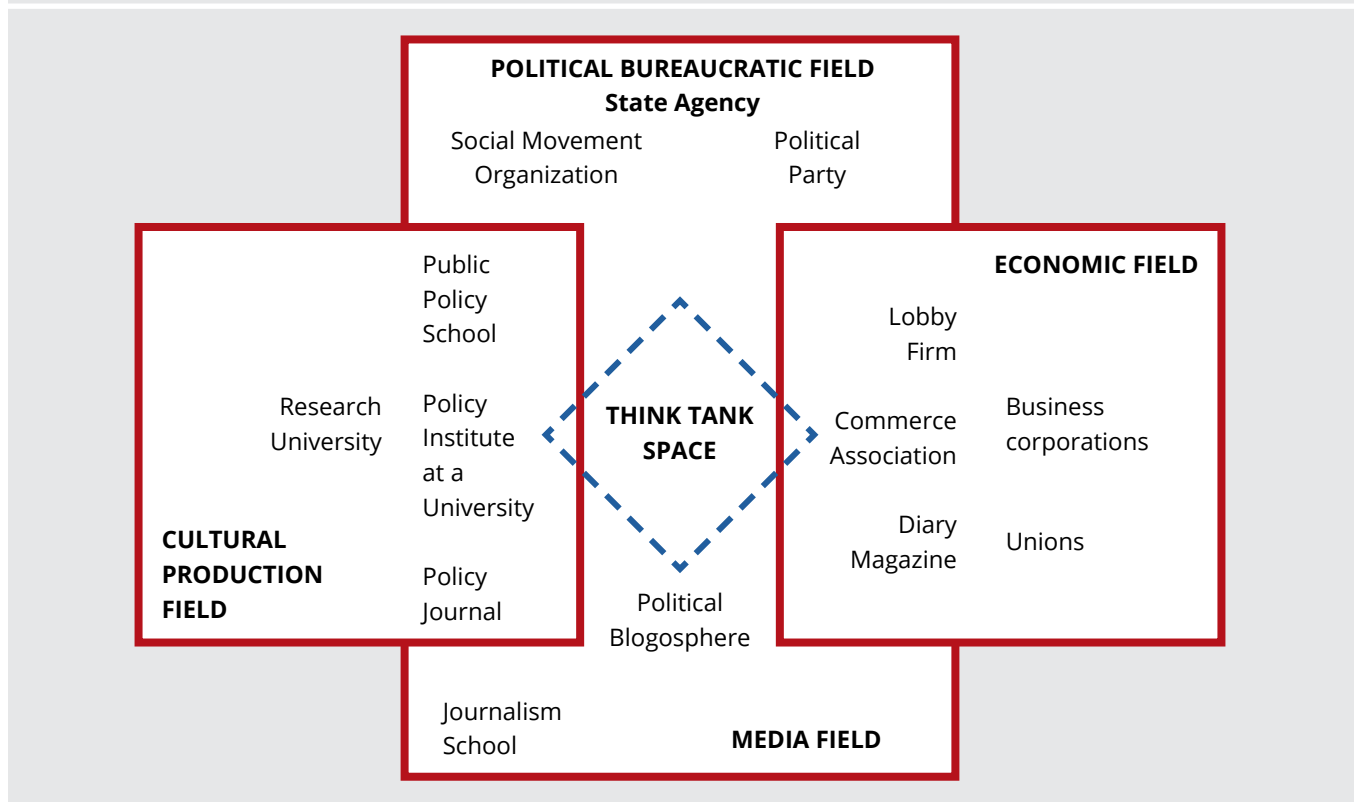 POLITICAL BUREAUCRATIC FIELD
State Agency
Social Movement
Organization
Political
Party
Public
Policy
School
Research
University
Policy
Institute
at a
University
CULTURAL
PRODUCTION
FIELD
Policy
Journal
THINK TANK
SPACE
ECONOMIC FIELD
Lobby
Firm
Commerce
Association
Business
corporations
Diary
Magazine
Unions
Political
Blogosphere
Journalism
School
MEDIA FIELD